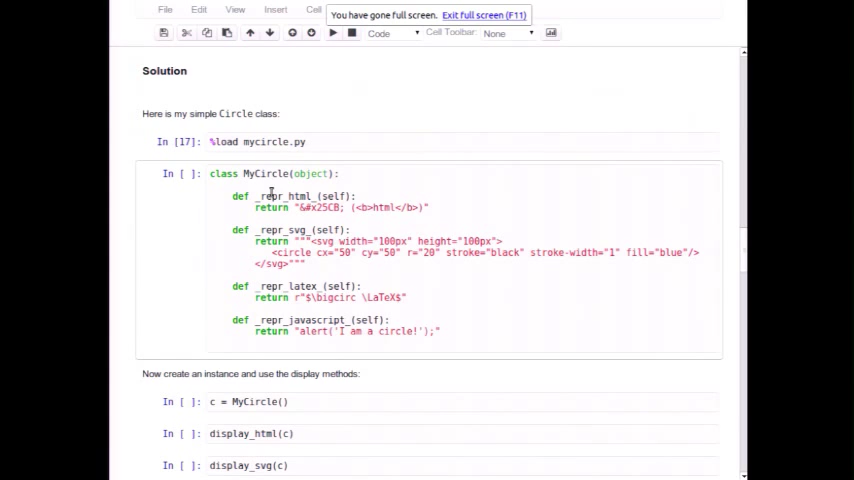 File Edit View Insert Cell
You have gone full screen. Exit full screen (F11)
Code Cell Toolbar: None
Solution
Here is my simple Circle class:
In [17]: %load mycircle.py
In [ ]: class MyCircle(object):
def _repr_html_(self):
return "&#x25CB; (<b>html</b>)"
def _repr_svg_(self):
return """<svg width="100px" height="100px">
<circle cx="50" cy="50" r="20" stroke="black" stroke-width="1" fill="blue"/>
</svg>"""
def _repr_latex_(self):
return r"$\bigcirc \LaTeX$"
def _repr_javascript_(self):
return "alert('I am a circle!');"
Now create an instance and use the display methods:
In [ ]: c = MyCircle()
In [ ]: display_html(c)
In [ ]: display_svg(c)